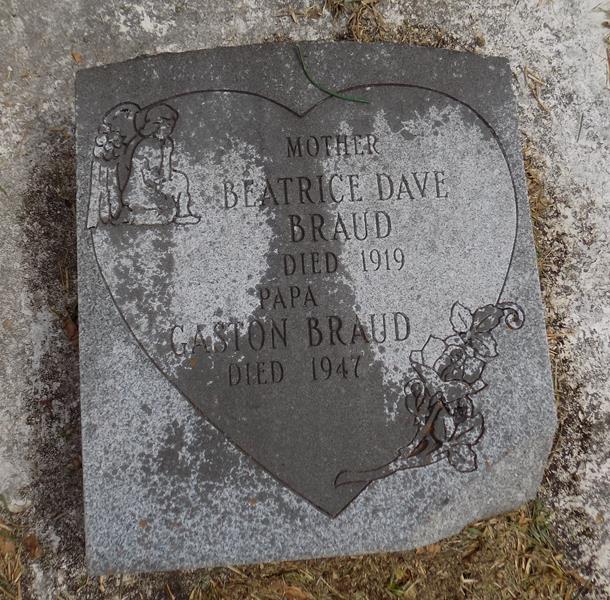 MOTHER
BEATRICE DAVE
BRAUD
DIED 1919
PAPA
GASTON BRAUD
DIED 1947